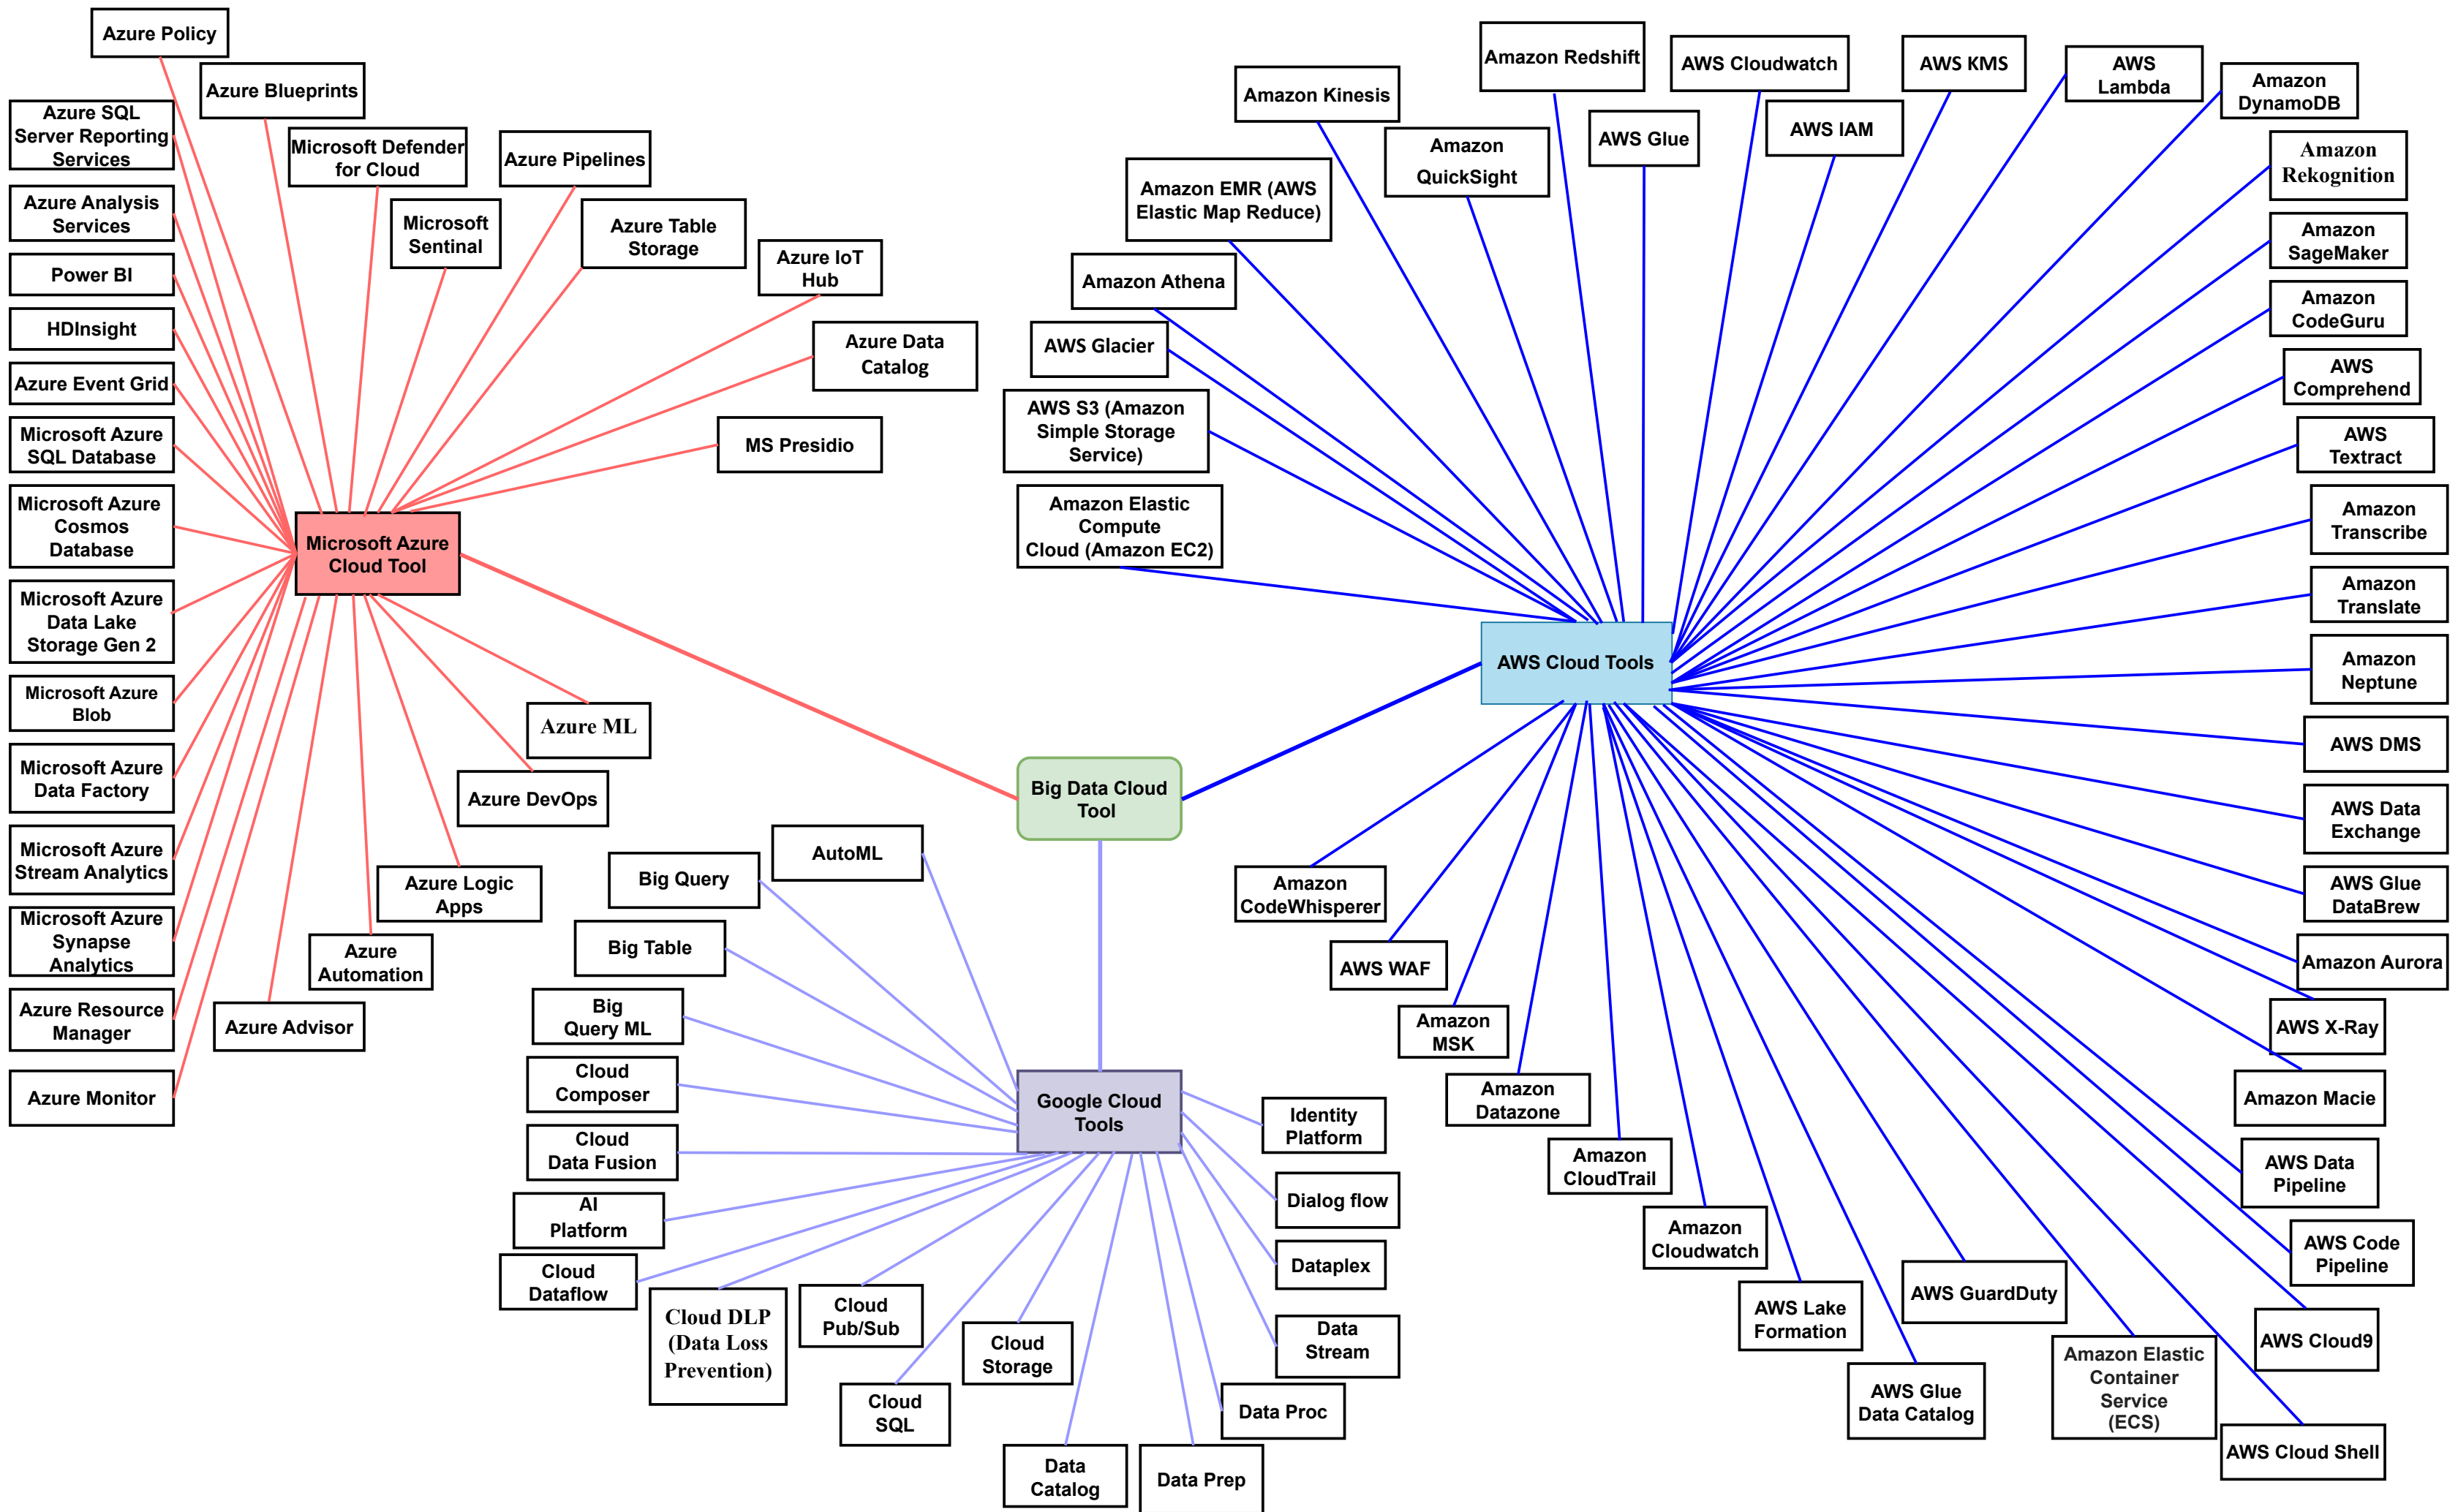 Azure Policy
Azure Blueprints
Azure SQL
Server Reporting
Services
Microsoft Defender
for Cloud
Azure Pipelines
Azure Analysis
Services
Microsoft
Sentinal
Azure Table
Storage
Power BI
Azure IoT
Hub
HDInsight
Azure Data
Catalog
Azure Event Grid
Microsoft Azure
SQL Database
MS Presidio
Microsoft Azure
Cosmos
Database
Microsoft Azure
Cloud Tool
Microsoft Azure
Data Lake
Storage Gen 2
Microsoft Azure
Blob
Azure ML
Microsoft Azure
Data Factory
Azure DevOps
Microsoft Azure
Stream Analytics
Azure Logic
Apps
Microsoft Azure
Synapse
Analytics
Azure
Automation
Azure Resource
Manager
Azure Advisor
Azure Monitor
Big Data Cloud
Tool
Amazon Redshift
AWS Cloudwatch
AWS KMS
AWS
Lambda
Amazon
DynamoDB
Amazon Kinesis
AWS Glue
AWS IAM
Amazon
QuickSight
Amazon
Rekognition
Amazon EMR (AWS
Elastic Map Reduce)
Amazon
SageMaker
Amazon Athena
Amazon
CodeGuru
AWS Glacier
AWS
Comprehend
AWS S3 (Amazon
Simple Storage
Service)
AWS
Textract
Amazon Elastic
Compute
Cloud (Amazon EC2)
Amazon
Transcribe
Amazon
Translate
AWS Cloud Tools
Amazon
Neptune
AWS DMS
AWS Data
Exchange
Amazon
CodeWhisperer
AWS Glue
DataBrew
AWS WAF
Amazon Aurora
Amazon
MSK
AWS X-Ray
Amazon
Datazone
Amazon Macie
Amazon
CloudTrail
AWS Data
Pipeline
Amazon
Cloudwatch
AWS Code
Pipeline
AWS Lake
Formation
AWS GuardDuty
AWS Cloud9
AWS Glue
Data Catalog
Amazon Elastic
Container
Service
(ECS)
AWS Cloud Shell
AutoML
Big Query
Big Table
Big
Query ML
Cloud
Composer
Google Cloud
Tools
Identity
Platform
Cloud
Data Fusion
AI
Platform
Dialog flow
Cloud
Dataflow
Dataplex
Cloud DLP
(Data Loss
Prevention)
Cloud
Pub/Sub
Cloud
Storage
Data
Stream
Cloud
SQL
Data Proc
Data
Catalog
Data Prep